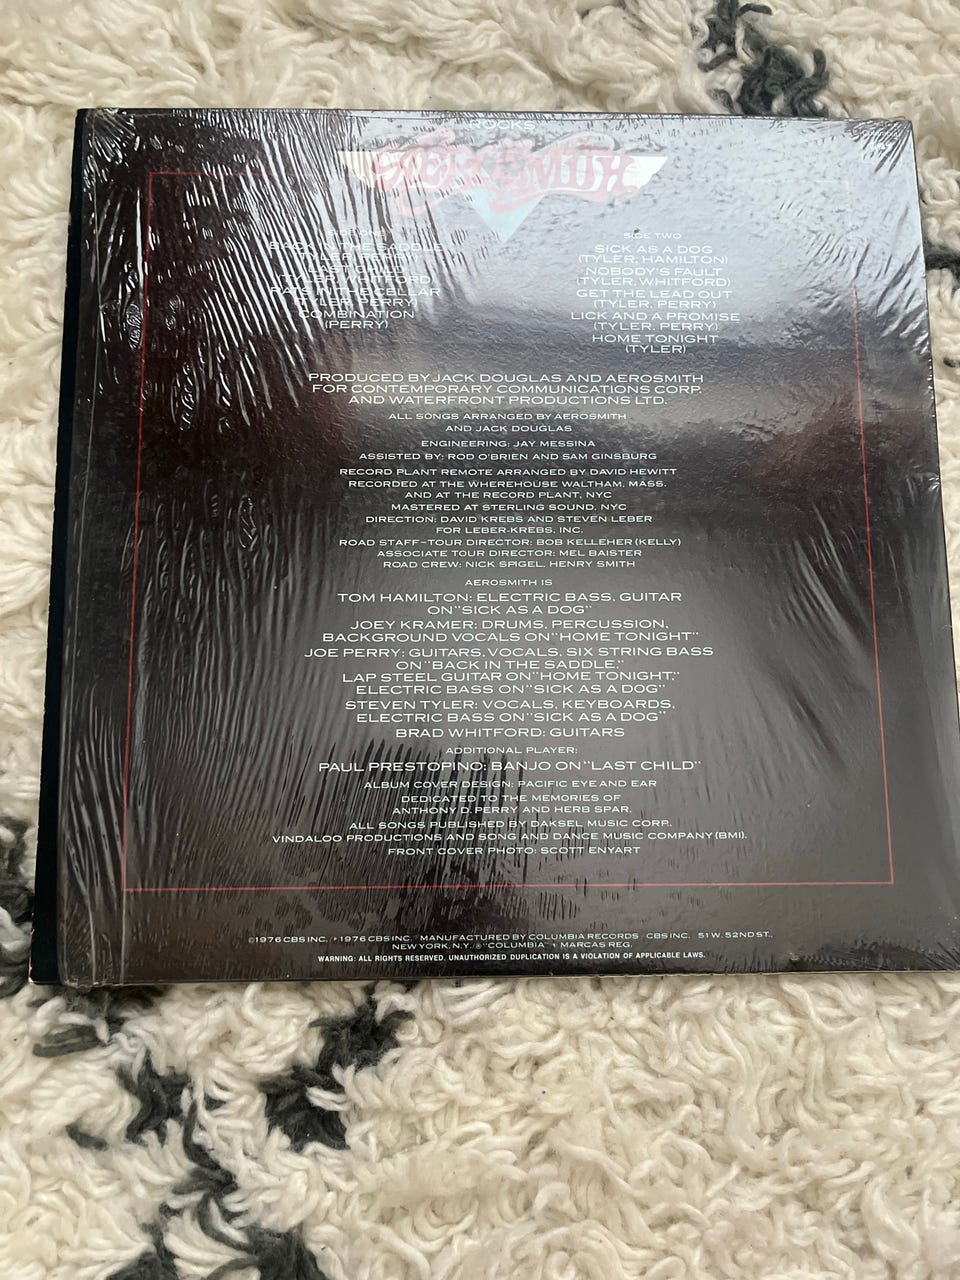 ROCKS
AEROSMITH
SIDE ONE
BACK IN THE SADDLE
(TYLER, PERRY)
LAST CHILD
(TYLER, WHITFORD)
RATS IN THE CELLAR
(TYLER, PERRY)
COMBINATION
(PERRY)
SIDE TWO
SICK AS A DOG
(TYLER, HAMILTON)
NOBODY'S FAULT
(TYLER, WHITFORD)
GET THE LEAD OUT
(TYLER, PERRY)
LICK AND A PROMISE
(TYLER, PERRY)
HOME TONIGHT
(TYLER)
PRODUCED BY JACK DOUGLAS AND AEROSMITH
FOR CONTEMPORARY COMMUNICATIONS CORP.
AND WATERFRONT PRODUCTIONS LTD.
ALL SONGS ARRANGED BY AEROSMITH
AND JACK DOUGLAS
ENGINEERING: JAY MESSINA
ASSISTED BY: ROD O'BRIEN AND SAM GINSBURG
RECORD PLANT REMOTE ARRANGED BY DAVID HEWITT
RECORDED AT THE WHEREHOUSE WALTHAM, MASS.
AND AT THE RECORD PLANT, NYC
MASTERED AT STERLING SOUND, NYC
DIRECTION: DAVID KREBS AND STEVEN LEBER
FOR LEBER-KREBS, INC.
ROAD STAFF-TOUR DIRECTOR: BOB KELLEHER (KELLY)
ASSOCIATE TOUR DIRECTOR: MEL BAISTER
ROAD CREW: NICK SPIGEL, HENRY SMITH
AEROSMITH IS
TOM HAMILTON: ELECTRIC BASS, GUITAR
ON "SICK AS A DOG"
JOEY KRAMER: DRUMS, PERCUSSION,
BACKGROUND VOCALS ON "HOME TONIGHT"
JOE PERRY: GUITARS, VOCALS, SIX STRING BASS
ON "BACK IN THE SADDLE,"
LAP STEEL GUITAR ON "HOME TONIGHT,"
ELECTRIC BASS ON "SICK AS A DOG"
STEVEN TYLER: VOCALS, KEYBOARDS,
ELECTRIC BASS ON "SICK AS A DOG"
BRAD WHITFORD: GUITARS
ADDITIONAL PLAYER:
PAUL PRESTOPINO: BANJO ON "LAST CHILD"
ALBUM COVER DESIGN: PACIFIC EYE AND EAR
DEDICATED TO THE MEMORIES OF
ANTHONY D. PERRY AND HERB SPAR.
ALL SONGS PUBLISHED BY DAKSEL MUSIC CORP.
VINDALOO PRODUCTIONS AND SONG AND DANCE MUSIC COMPANY (BMI).
FRONT COVER PHOTO: SCOTT ENYART
©1976 CBS INC. ℗1976 CBS INC. MANUFACTURED BY COLUMBIA RECORDS CBS INC. 51 W. 52ND ST.,
NEW YORK, N.Y. ® "COLUMBIA" MARCAS REG.
WARNING: ALL RIGHTS RESERVED. UNAUTHORIZED DUPLICATION IS A VIOLATION OF APPLICABLE LAWS.